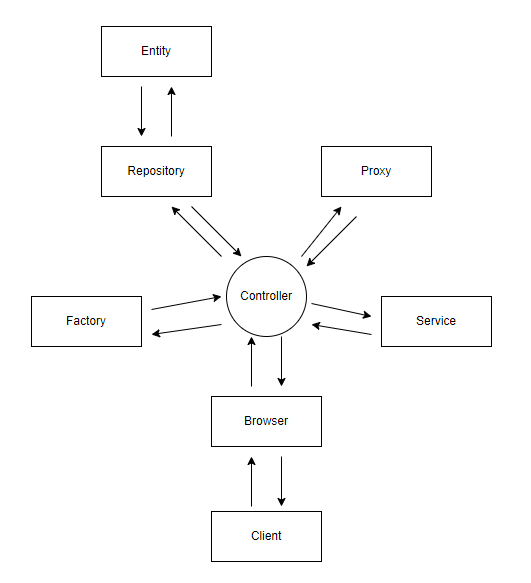 Entity
Repository
Proxy
Controller
Factory
Service
Browser
Client